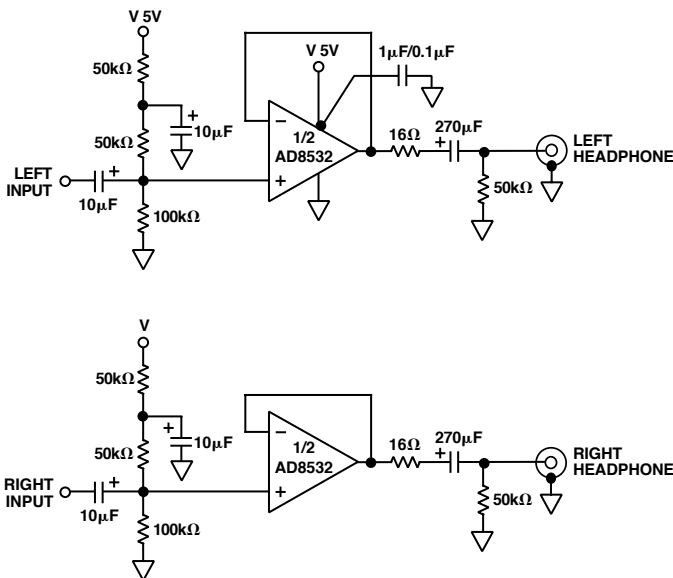 V 5V
50kΩ
V 5V
1µF/0.1µF
+
10µF
50kΩ
−
1/2
AD8532
16Ω
+
270µF
LEFT
HEADPHONE
LEFT
INPUT
+
10µF
+
100kΩ
50kΩ
V
50kΩ
+
10µF
50kΩ
−
1/2
AD8532
16Ω
+
270µF
RIGHT
HEADPHONE
RIGHT
INPUT
+
10µF
+
100kΩ
50kΩ